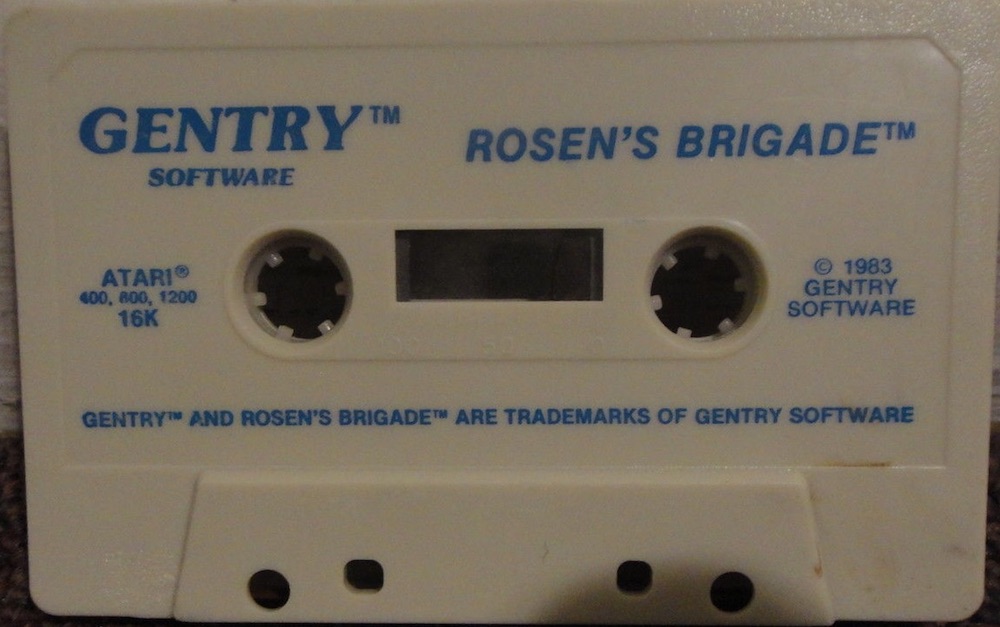 GENTRY™
SOFTWARE
ROSEN'S BRIGADE™
ATARI®
400, 800, 1200
16K
© 1983
GENTRY
SOFTWARE
GENTRY™ AND ROSEN'S BRIGADE™ ARE TRADEMARKS OF GENTRY SOFTWARE